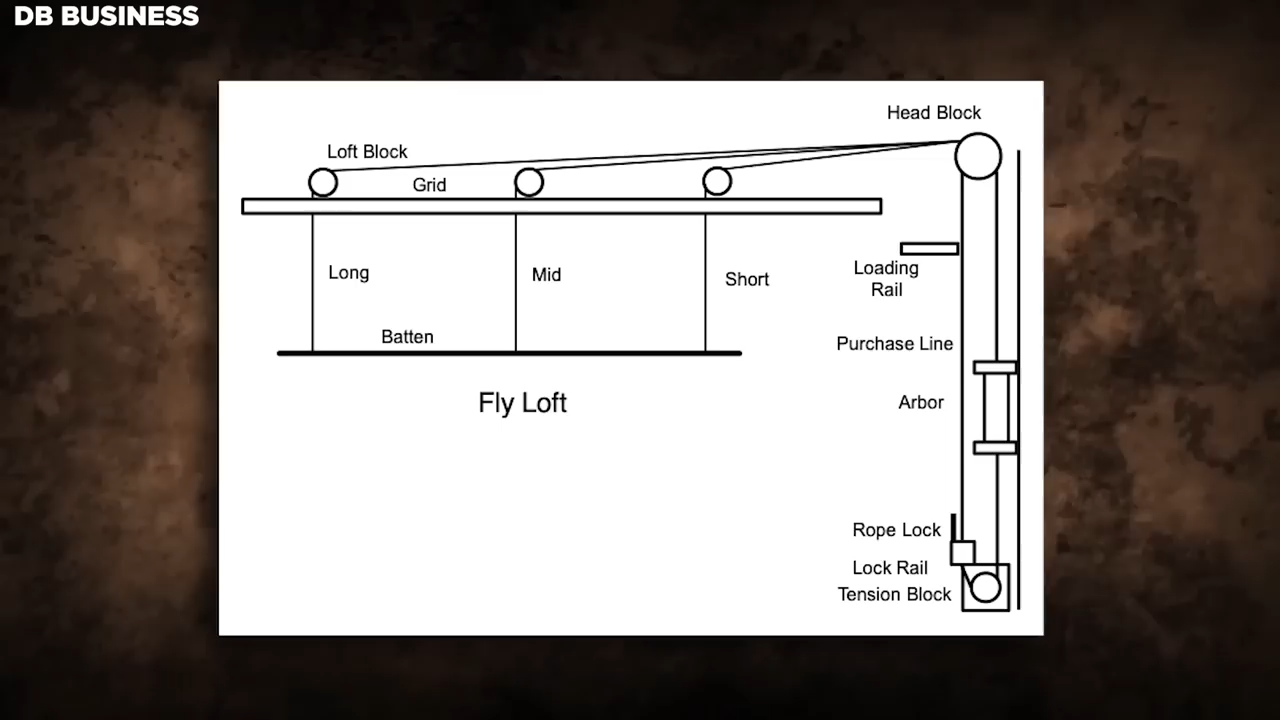 DB BUSINESS
Head Block
Loft Block
Grid
Long
Mid
Short
Loading
Rail
Batten
Purchase Line
Fly Loft
Arbor
Rope Lock
Lock Rail
Tension Block